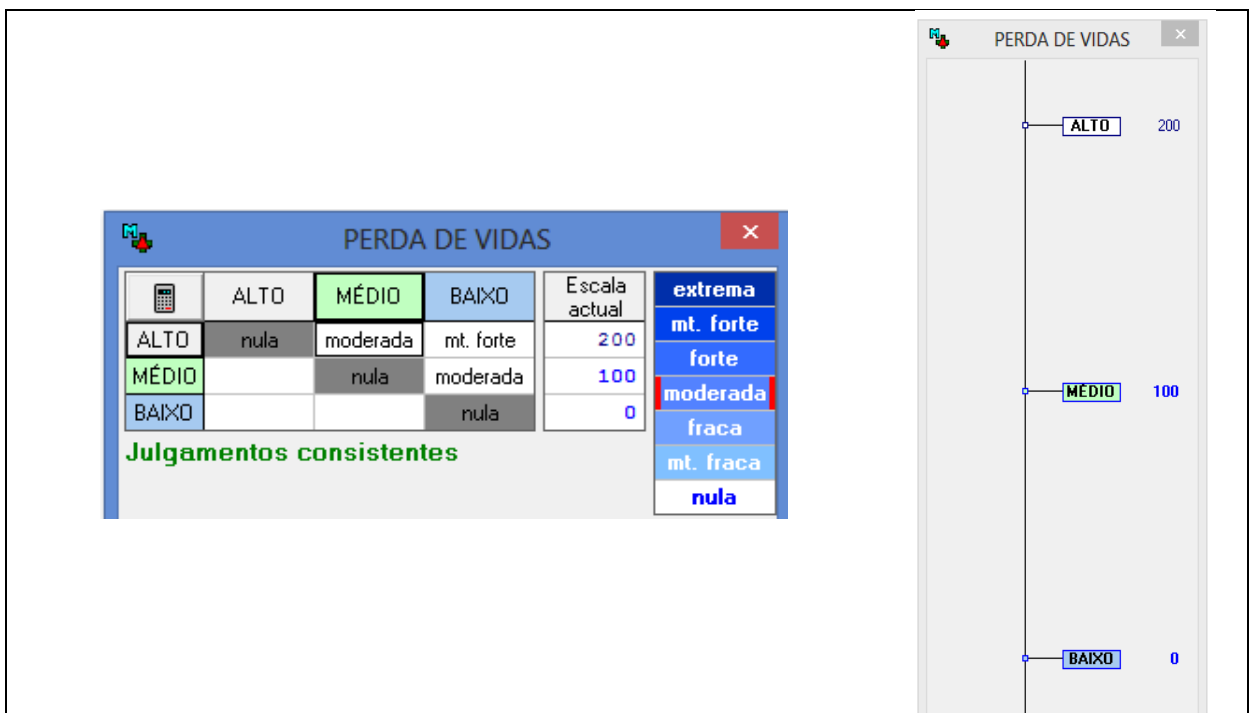 PERDA DE VIDAS ×
ALTO MÉDIO BAIXO Escala actual
ALTO nula moderada mt. forte 200
MÉDIO nula moderada 100
BAIXO nula 0
Julgamentos consistentes
extrema
mt. forte
forte
moderada
fraca
mt. fraca
nula
PERDA DE VIDAS ×
ALTO 200
MÉDIO 100
BAIXO 0